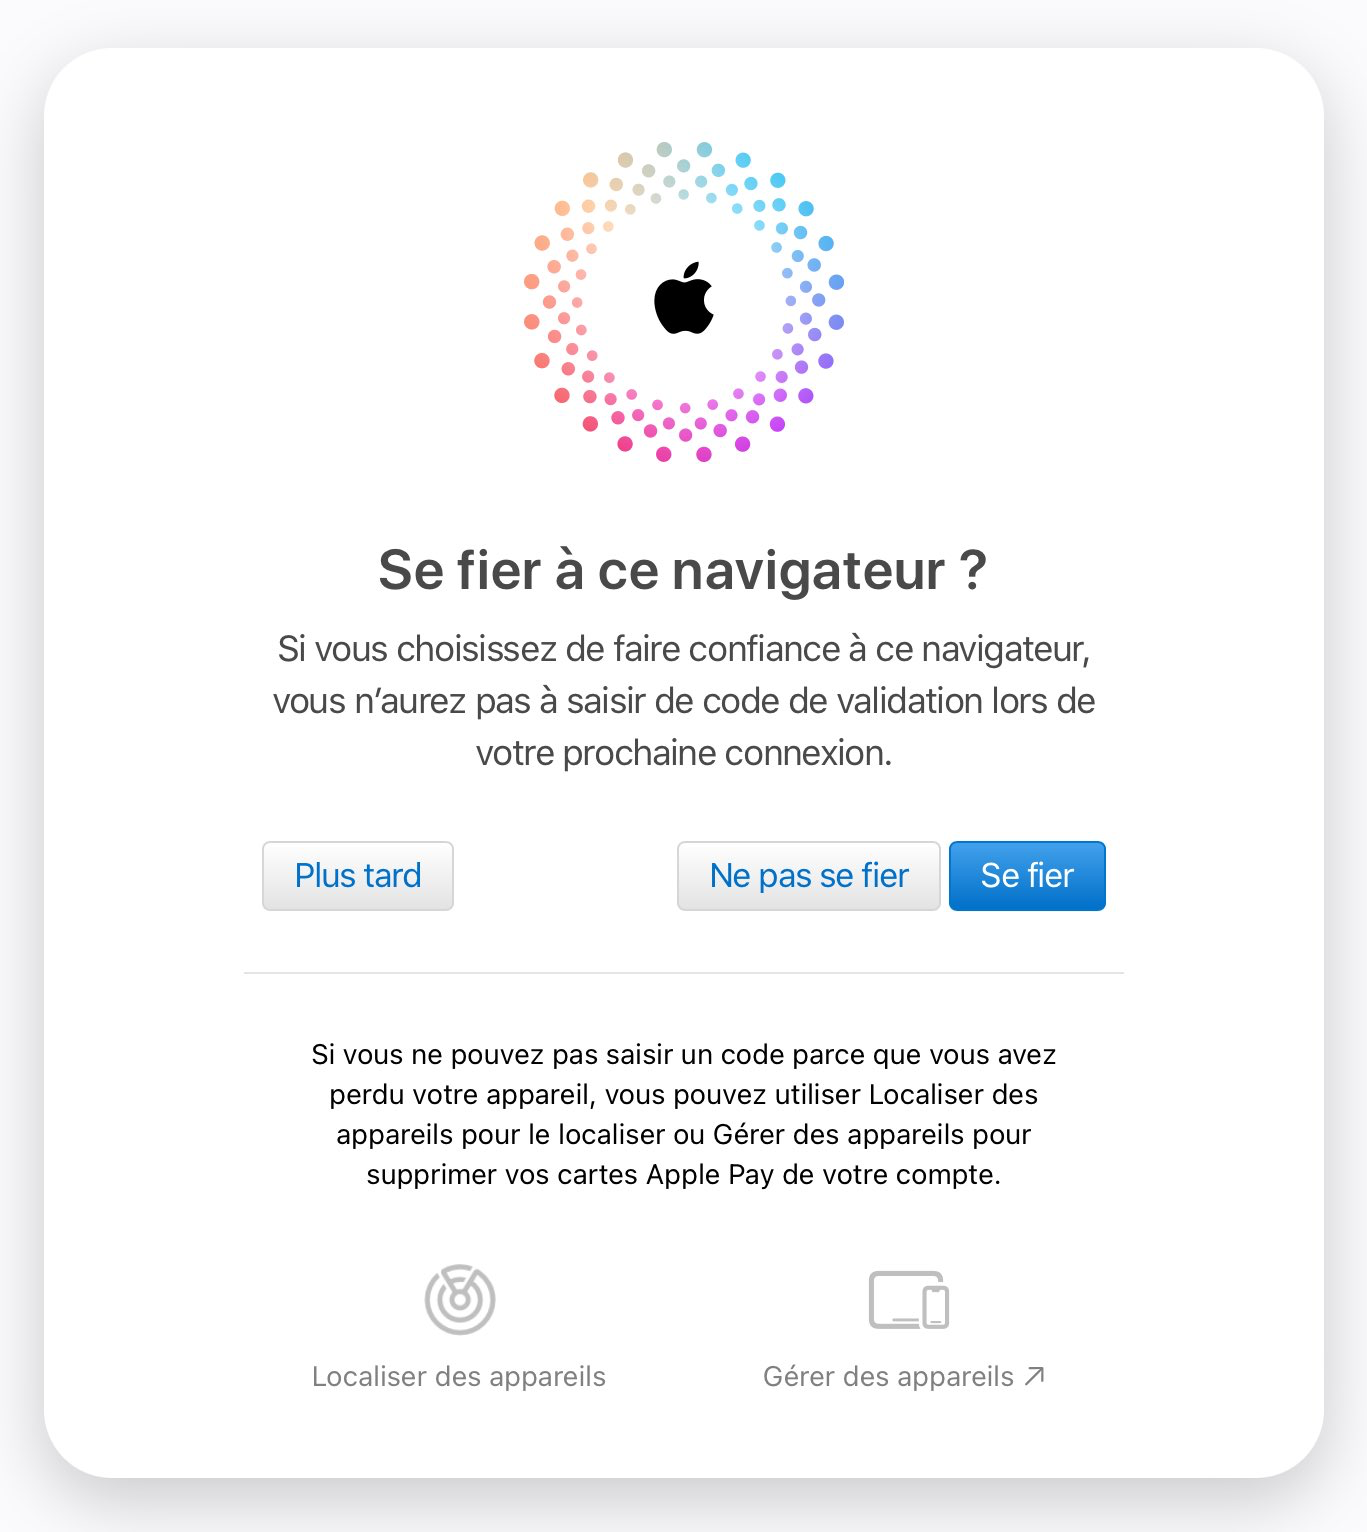 Se fier à ce navigateur ?
Si vous choisissez de faire confiance à ce navigateur,
vous n’aurez pas à saisir de code de validation lors de
votre prochaine connexion.
Plus tard
Ne pas se fier
Se fier
Si vous ne pouvez pas saisir un code parce que vous avez
perdu votre appareil, vous pouvez utiliser Localiser des
appareils pour le localiser ou Gérer des appareils pour
supprimer vos cartes Apple Pay de votre compte.
Localiser des appareils
Gérer des appareils ↗